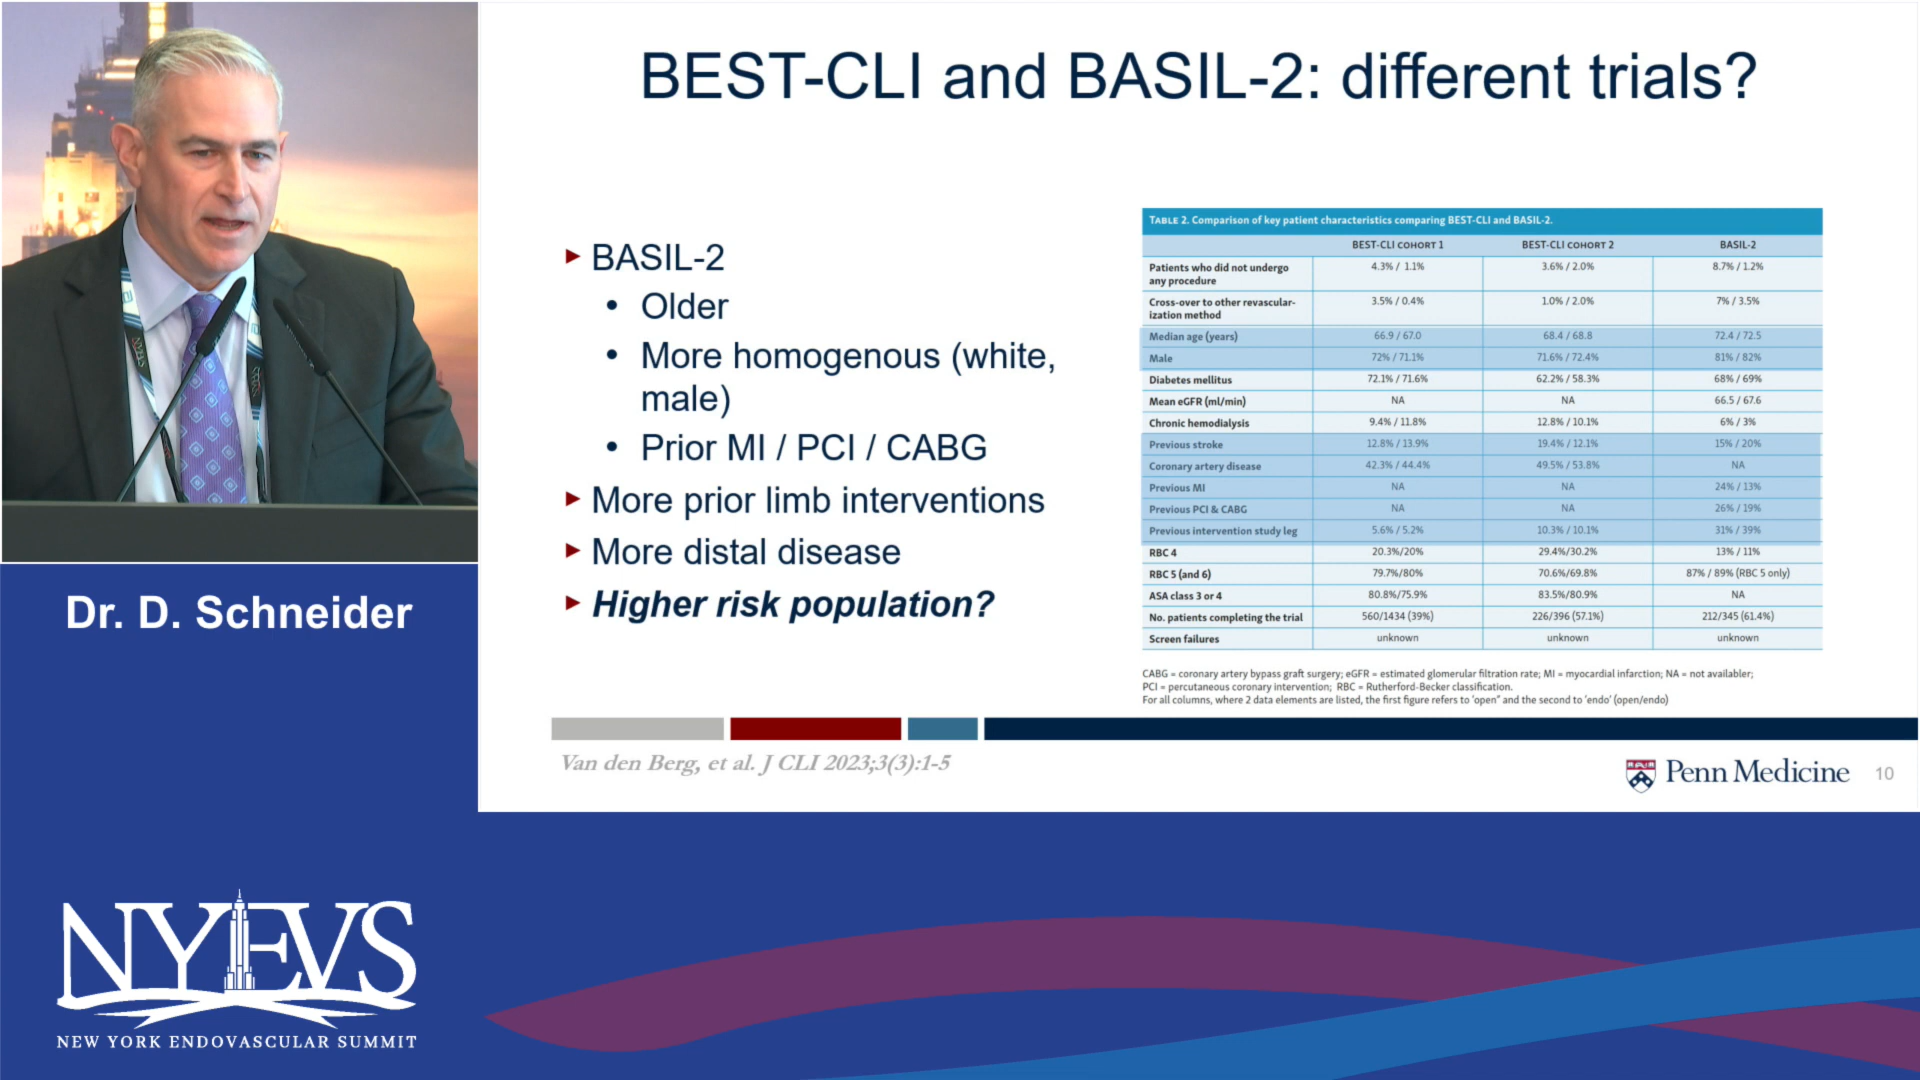 BEST-CLI and BASIL-2: different trials?
BASIL-2
• Older
• More homogenous (white,
male)
• Prior MI / PCI / CABG
More prior limb interventions
More distal disease
Higher risk population?
TABLE 2. Comparison of key patient characteristics comparing BEST-CLI and BASIL-2.
BEST-CLI COHORT 1 BEST-CLI COHORT 2 BASIL-2
Patients who did not undergo
any procedure 4.3% / 1.1% 3.6% / 2.0% 8.7% / 1.2%
Cross-over to other revascular-
ization method 3.5% / 0.4% 1.0% / 2.0% 7% / 3.5%
Median age (years) 66.9 / 67.0 68.4 / 68.8 72.4 / 72.5
Male 72% / 71.1% 71.6% / 72.4% 81% / 82%
Diabetes mellitus 72.1% / 71.6% 62.2% / 58.3% 68% / 69%
Mean eGFR (ml/min) NA NA 66.5 / 67.6
Chronic hemodialysis 9.4% / 11.8% 12.8% / 10.1% 6% / 3%
Previous stroke 12.8% / 13.9% 19.4% / 12.1% 15% / 20%
Coronary artery disease 42.3% / 44.4% 49.5% / 53.8% NA
Previous MI NA NA 24% / 13%
Previous PCI & CABG NA NA 26% / 19%
Previous intervention study leg 5.6% / 5.2% 10.3% / 10.1% 31% / 39%
RBC 4 20.3%/20% 29.4%/30.2% 13% / 11%
RBC 5 (and 6) 79.7%/80% 70.6%/69.8% 87% / 89% (RBC 5 only)
ASA class 3 or 4 80.8%/75.9% 83.5%/80.9% NA
No. patients completing the trial 560/1434 (39%) 226/396 (57.1%) 212/345 (61.4%)
Screen failures unknown unknown unknown
CABG = coronary artery bypass graft surgery; eGFR = estimated glomerular filtration rate; MI = myocardial infarction; NA = not availabler;
PCI = percutaneous coronary intervention; RBC = Rutherford-Becker classification.
For all columns, where 2 data elements are listed, the first figure refers to 'open" and the second to 'endo' (open/endo)
Van den Berg, et al. J CLI 2023;3(3):1-5
Penn Medicine 10
Dr. D. Schneider
NYEVS
NEW YORK ENDOVASCULAR SUMMIT